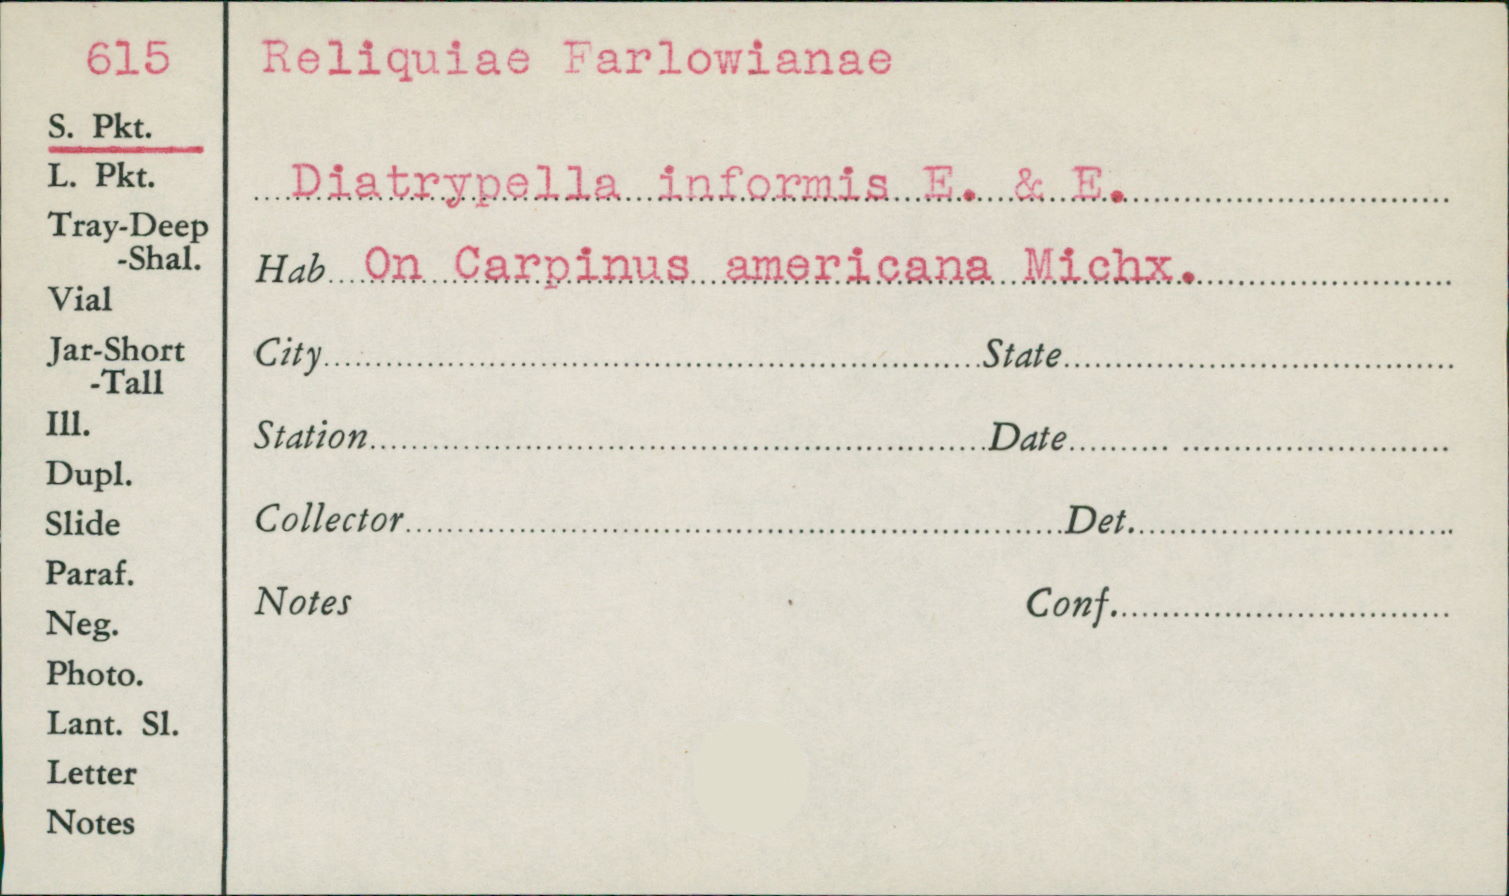 615
S. Pkt.
L. Pkt.
Tray-Deep
-Shal.
Vial
Jar-Short
-Tall
Ill.
Dupl.
Slide
Paraf.
Neg.
Photo.
Lant. Sl.
Letter
Notes
Reliquiae Farlowianae
Diatrypella informis E. & E.
Hab On Carpinus americana Michx.
City State
Station Date
Collector Det.
Notes Conf.